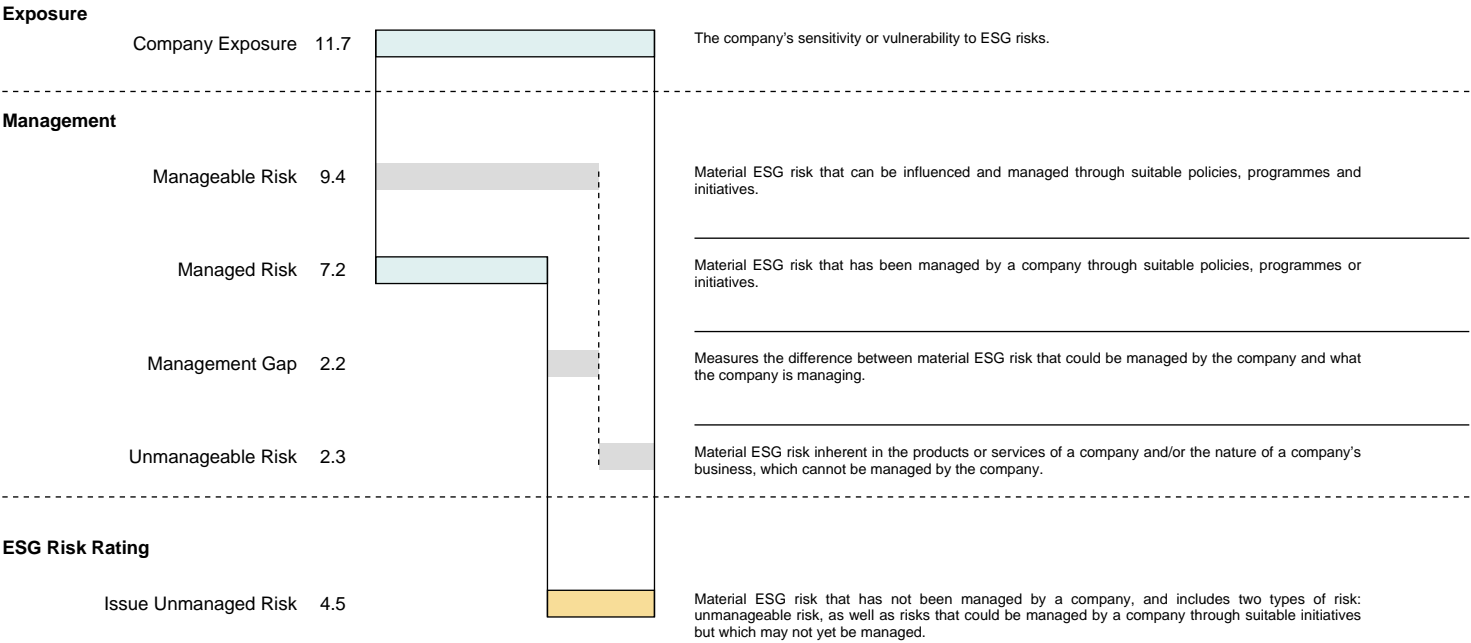 Exposure
Company Exposure 11.7
The company's sensitivity or vulnerability to ESG risks.
Management
Manageable Risk 9.4
Material ESG risk that can be influenced and managed through suitable policies, programmes and
initiatives.
Managed Risk 7.2
Material ESG risk that has been managed by a company through suitable policies, programmes or
initiatives.
Management Gap 2.2
Measures the difference between material ESG risk that could be managed by the company and what
the company is managing.
Unmanageable Risk 2.3
Material ESG risk inherent in the products or services of a company and/or the nature of a company's
business, which cannot be managed by the company.
ESG Risk Rating
Issue Unmanaged Risk 4.5
Material ESG risk that has not been managed by a company, and includes two types of risk:
unmanageable risk, as well as risks that could be managed by a company through suitable initiatives
but which may not yet be managed.